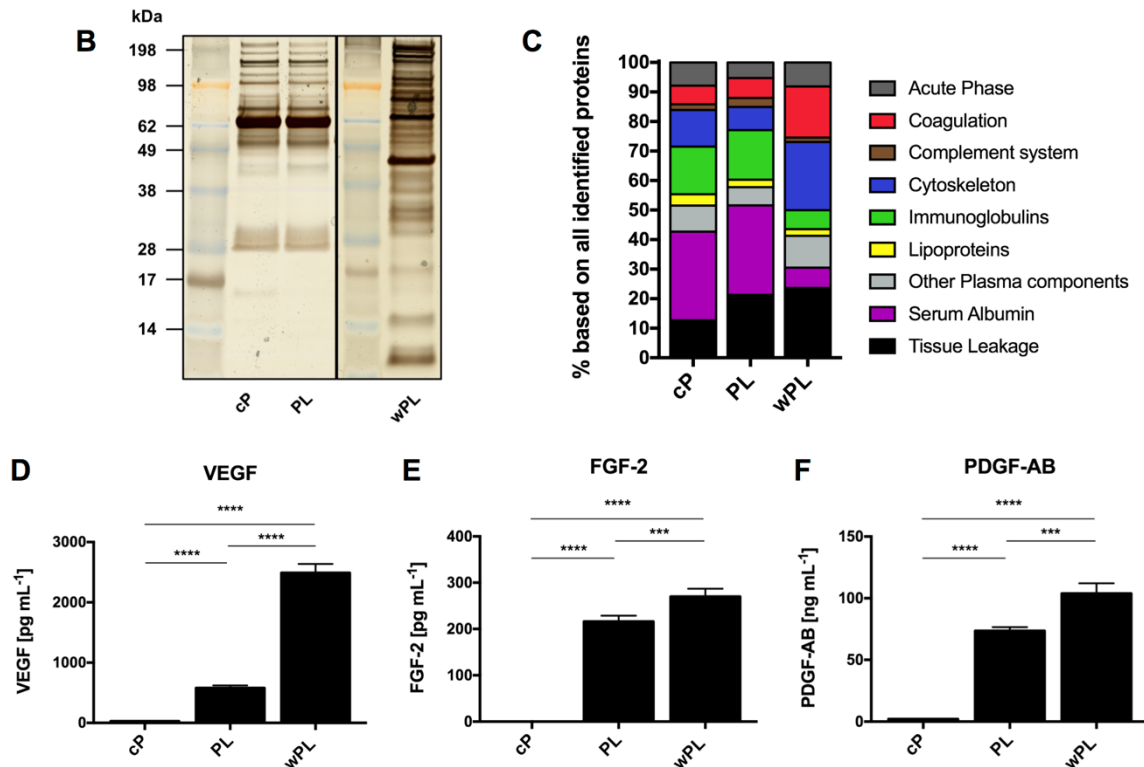 B
kDa
198
98
62
49
38
28
17
14
cP
PL
wPL
C
% based on all identified proteins
100
90
80
70
60
50
40
30
20
10
0
cP
PL
wPL
Acute Phase
Coagulation
Complement system
Cytoskeleton
Immunoglobulins
Lipoproteins
Other Plasma components
Serum Albumin
Tissue Leakage
D
VEGF
****
****
****
VEGF [pg mL⁻¹]
3000
2000
1000
0
cP
PL
wPL
E
FGF-2
****
****
***
FGF-2 [pg mL⁻¹]
400
300
200
100
0
cP
PL
wPL
F
PDGF-AB
****
****
***
PDGF-AB [ng mL⁻¹]
150
100
50
0
cP
PL
wPL